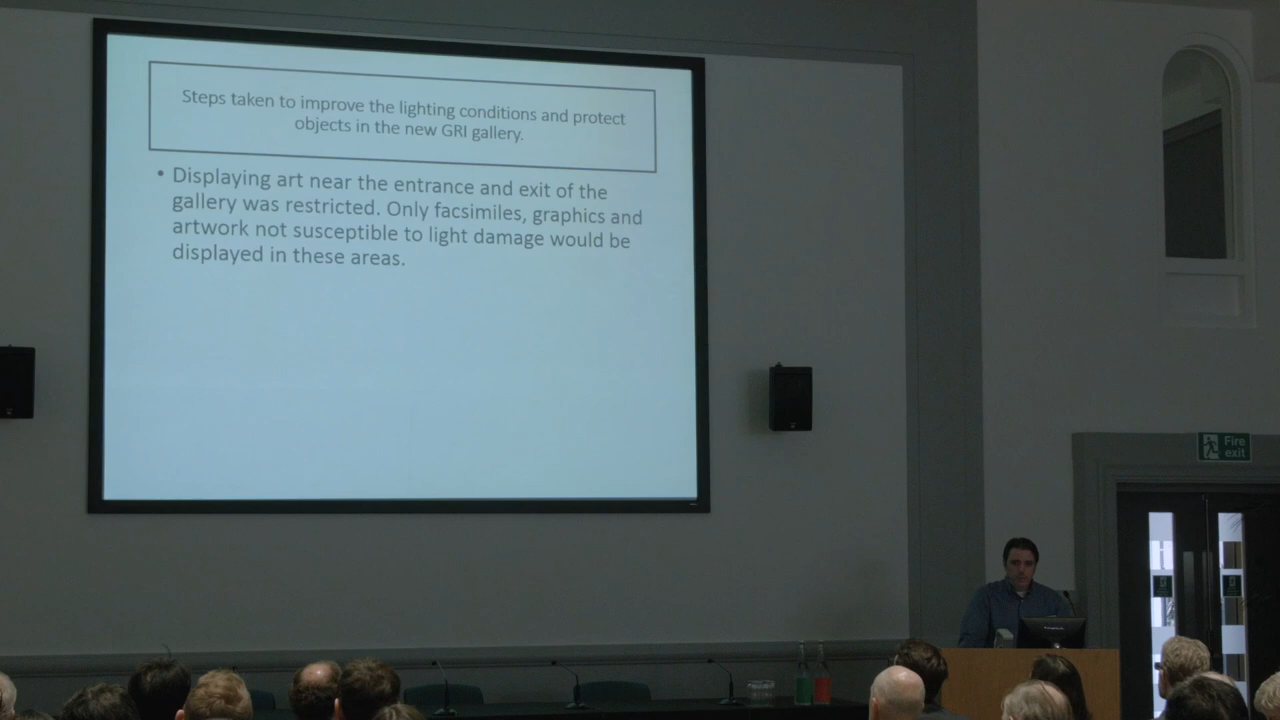 Steps taken to improve the lighting conditions and protect
objects in the new GRI gallery.
• Displaying art near the entrance and exit of the
gallery was restricted. Only facsimiles, graphics and
artwork not susceptible to light damage would be
displayed in these areas.
Fire
exit